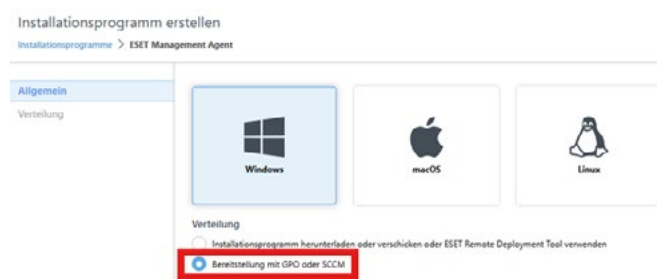 Installationsprogramm erstellen
Installationsprogramme > ESET Management Agent
Allgemein
Verteilung
Windows
macOS
Linux
Verteilung
Installationsprogramm herunterladen oder verschicken oder ESET Remote Deployment Tool verwenden
Bereitstellung mit GPO oder SCCM